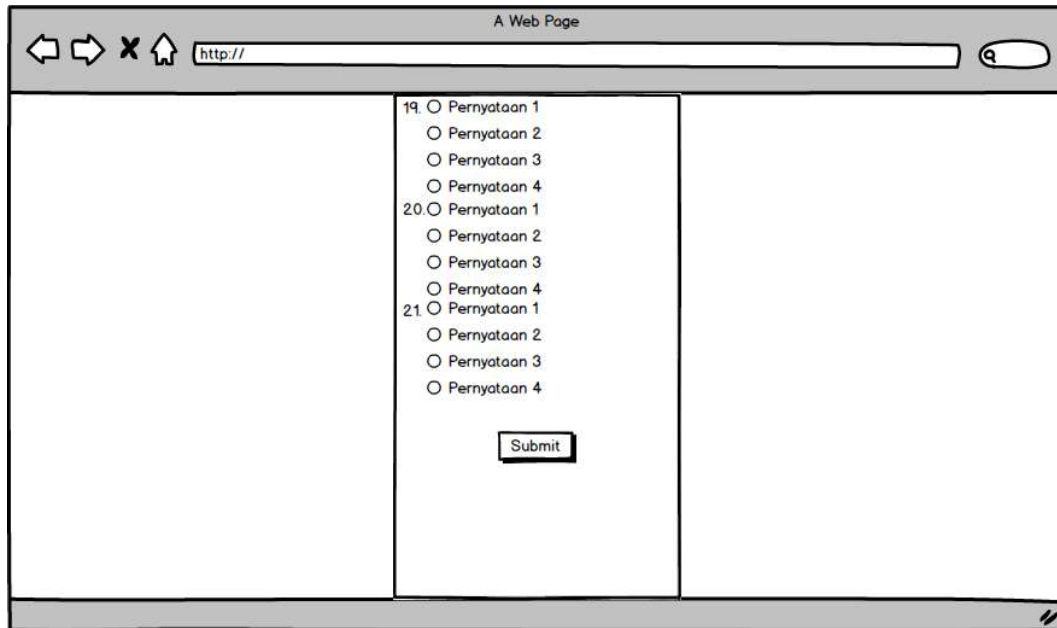 A Web Page
http://
19. Pernyataan 1
Pernyataan 2
Pernyataan 3
Pernyataan 4
20. Pernyataan 1
Pernyataan 2
Pernyataan 3
Pernyataan 4
21. Pernyataan 1
Pernyataan 2
Pernyataan 3
Pernyataan 4
Submit